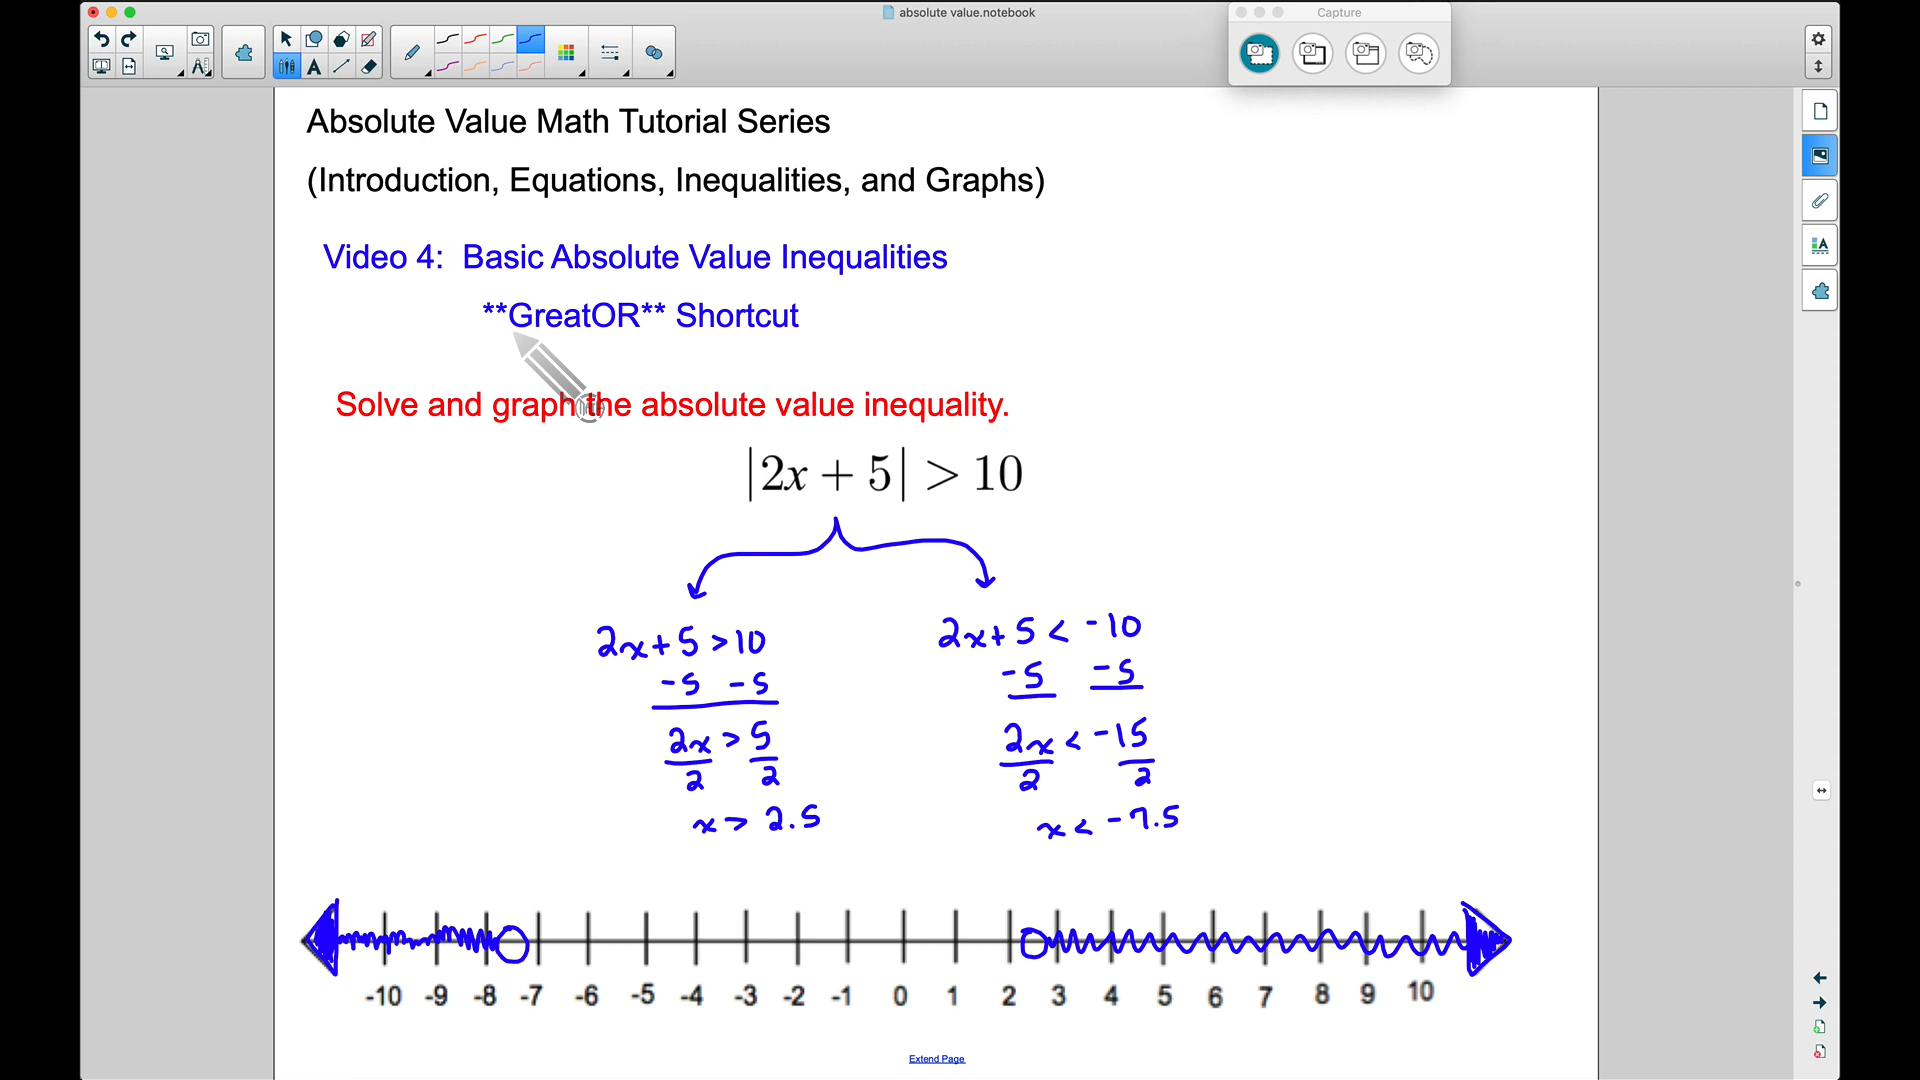 absolute value.notebook
Capture
Absolute Value Math Tutorial Series
(Introduction, Equations, Inequalities, and Graphs)
Video 4: Basic Absolute Value Inequalities
**GreatOR** Shortcut
Solve and graph the absolute value inequality.
|2x + 5| > 10
2x+5 >10
-5 -5
2x > 5
2 2
x > 2.5
2x+5 < -10
-5 -5
2x < -15
2 2
x < -7.5
-10 -9 -8 -7 -6 -5 -4 -3 -2 -1 0 1 2 3 4 5 6 7 8 9 10
Extend Page